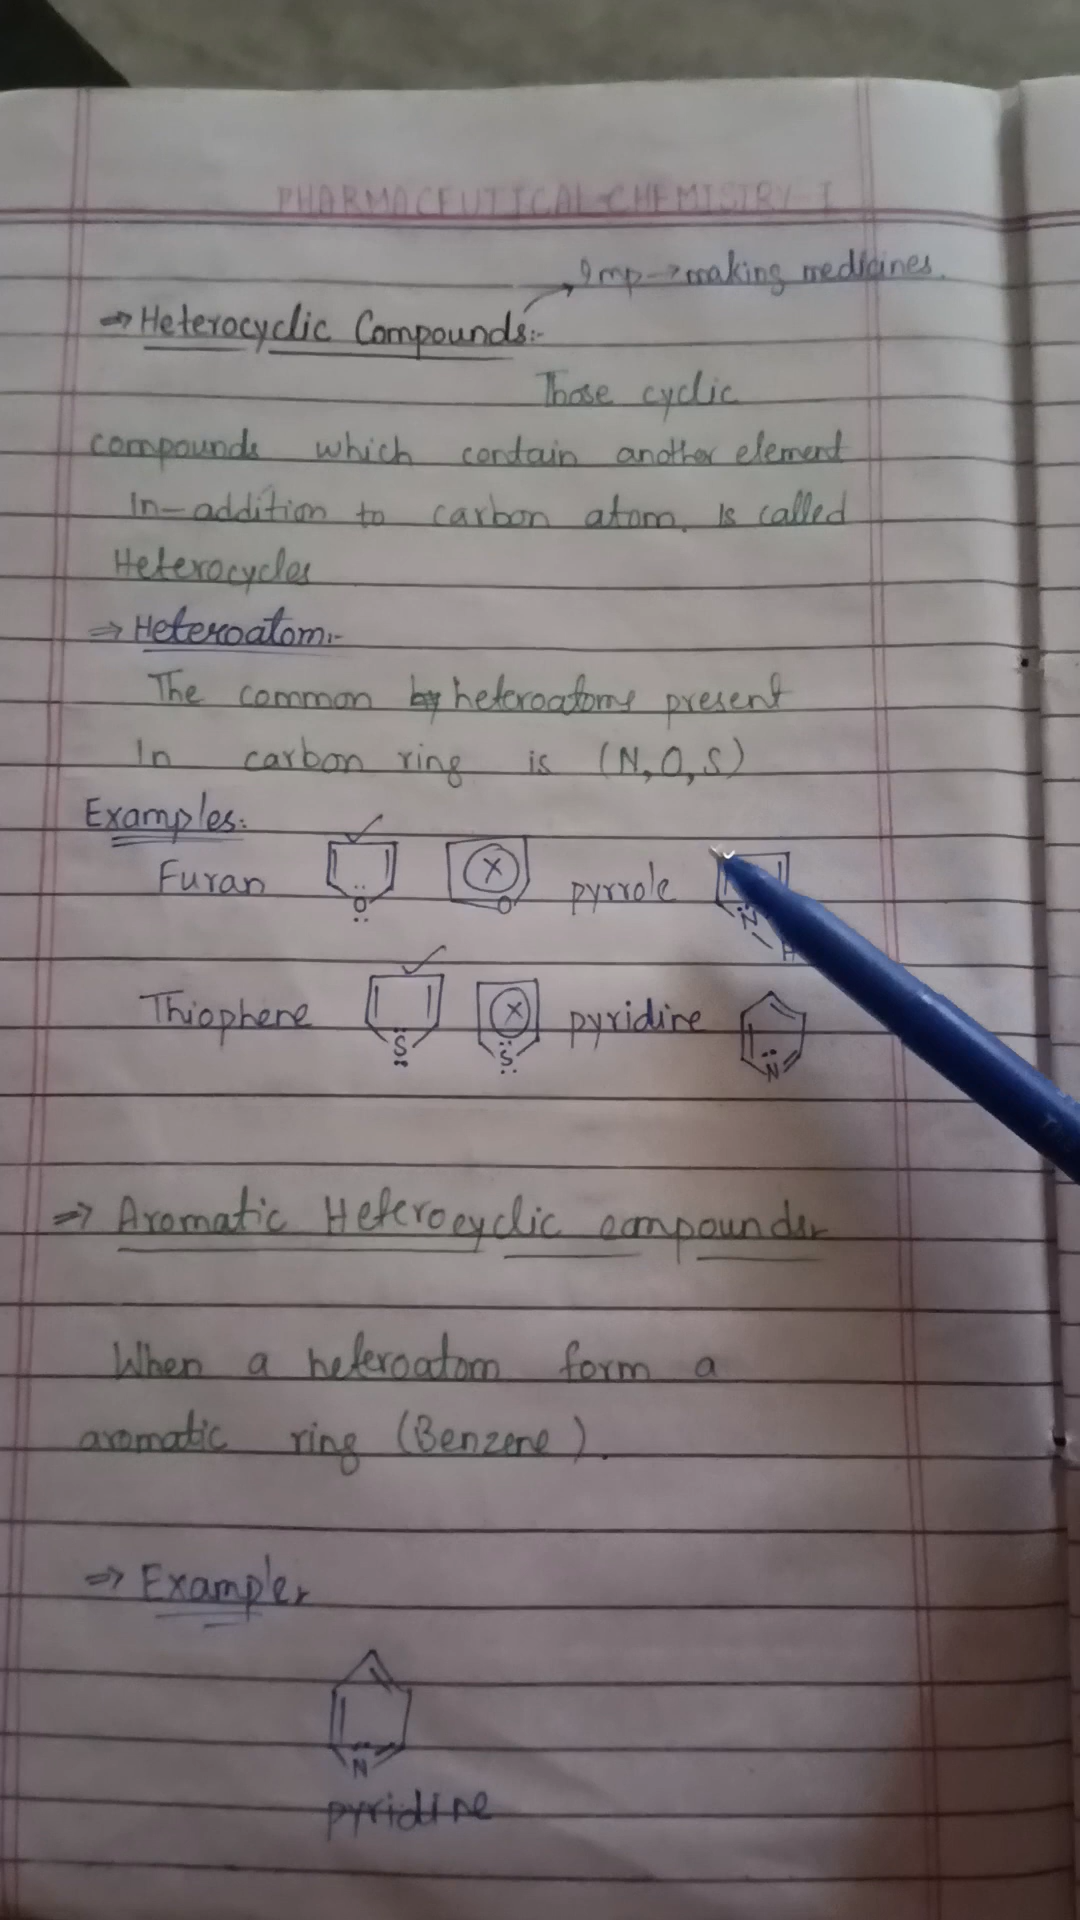 PHARMACEUTICAL CHEMISTRY-I
Imp→making medicines.
⇒ Heterocyclic Compounds:-
Those cyclic
compounds which contain another element
In-addition to carbon atom. Is called
Heterocycles
⇒ Heteroatom:-
The common heteroatoms present
In carbon ring is (N,O,S)
Examples:
Furan O X O pyrrole N H
Thiophene S X S pyridine N
⇒ Aromatic Heterocyclic compounds
When a heteroatom form a
aromatic ring (Benzene).
⇒ Examples
N
pyridine